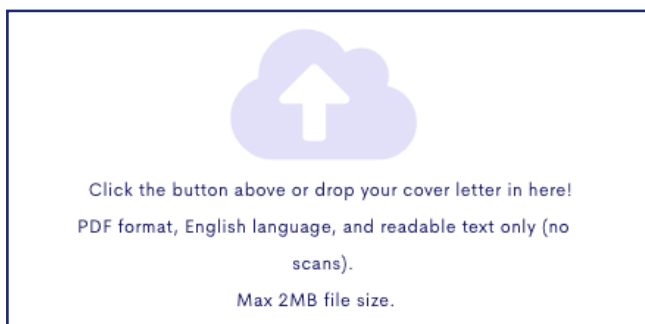 Click the button above or drop your cover letter in here!
PDF format, English language, and readable text only (no
scans).
Max 2MB file size.